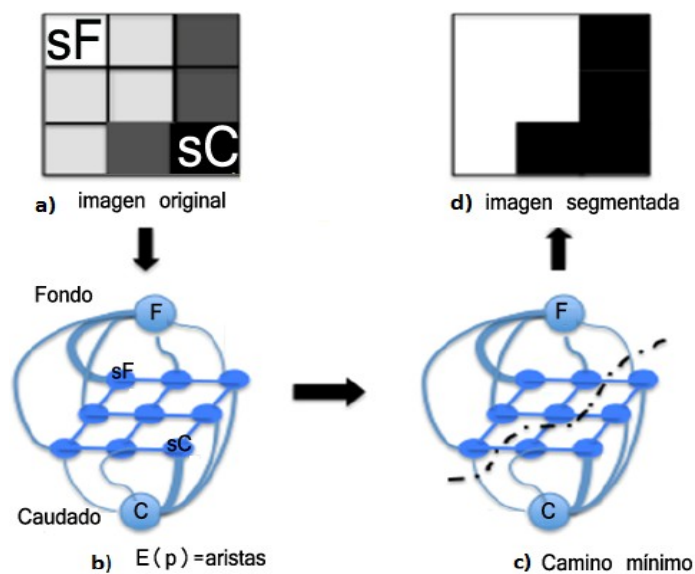 sF
sC
a) imagen original
d) imagen segmentada
Fondo
F
sF
sC
Caudado
C
b) E(p)=aristas
F
C
c) Camino mínimo